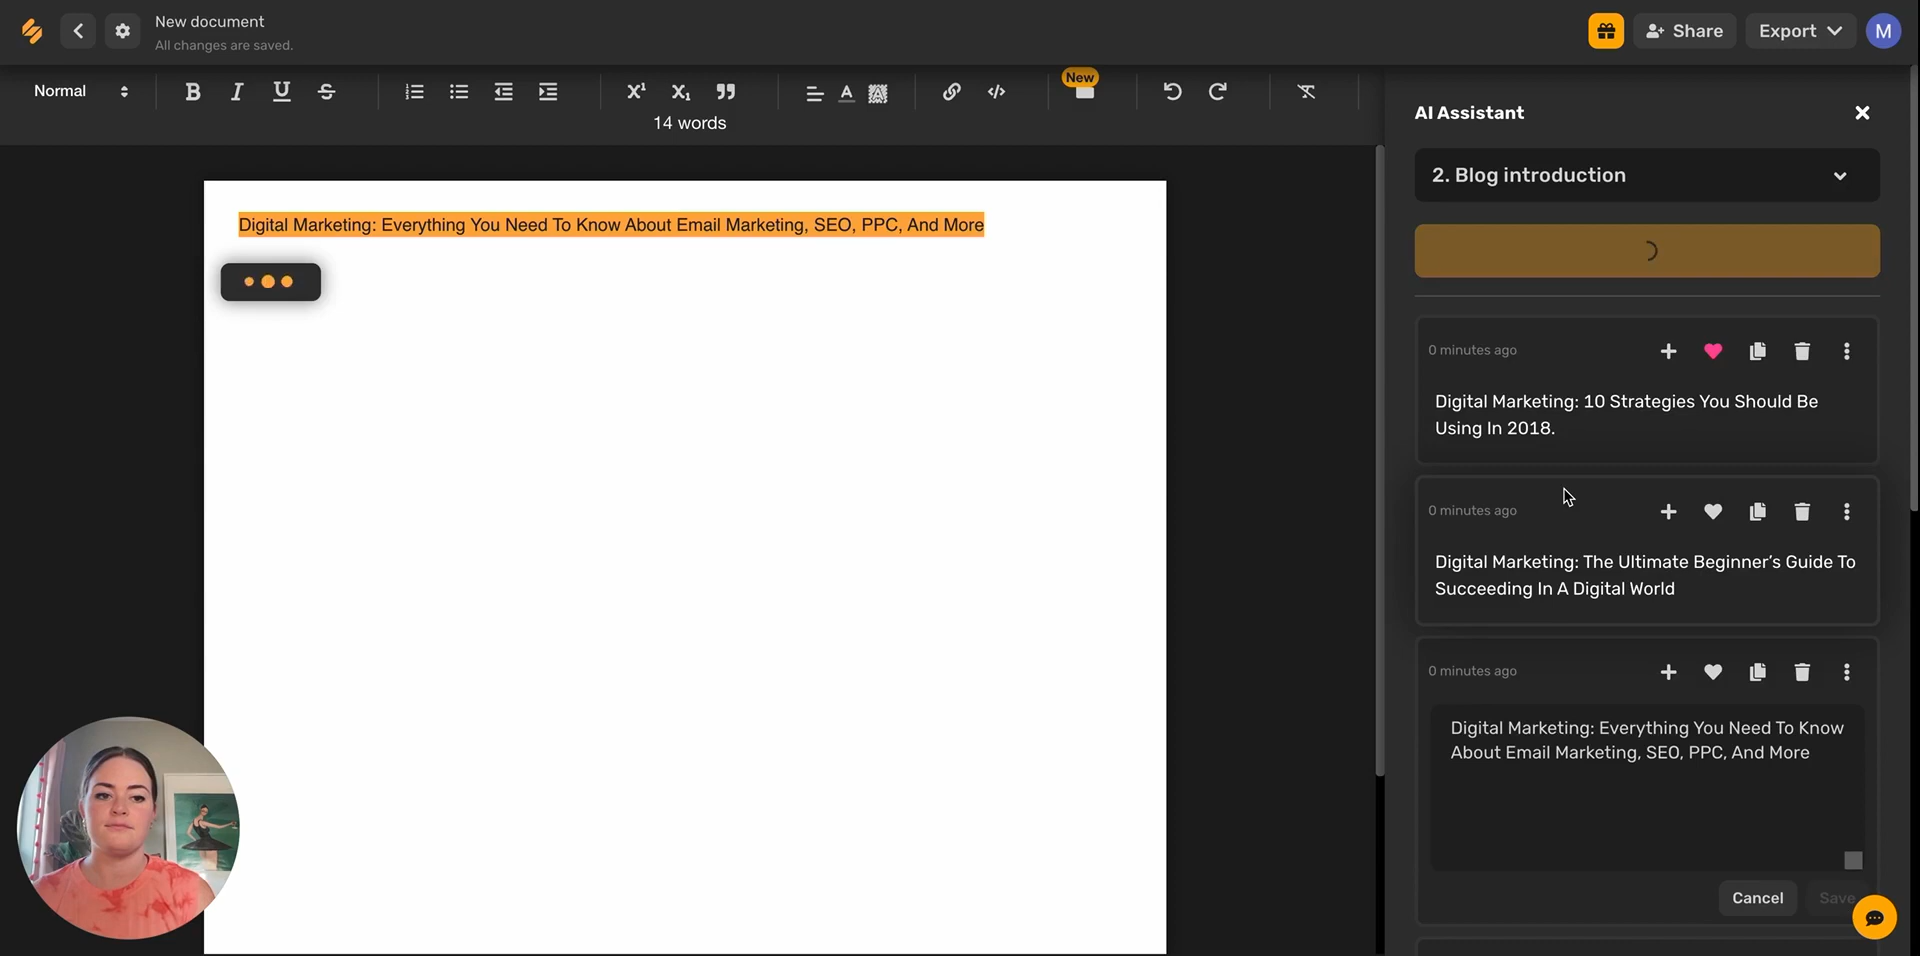 New document
All changes are saved.
Share
Export
M
Normal
B
I
U
S
X¹
X₁
A
New
14 words
Digital Marketing: Everything You Need To Know About Email Marketing, SEO, PPC, And More
AI Assistant
2. Blog introduction
0 minutes ago
Digital Marketing: 10 Strategies You Should Be
Using In 2018.
0 minutes ago
Digital Marketing: The Ultimate Beginner’s Guide To
Succeeding In A Digital World
0 minutes ago
Digital Marketing: Everything You Need To Know
About Email Marketing, SEO, PPC, And More
Cancel
Save